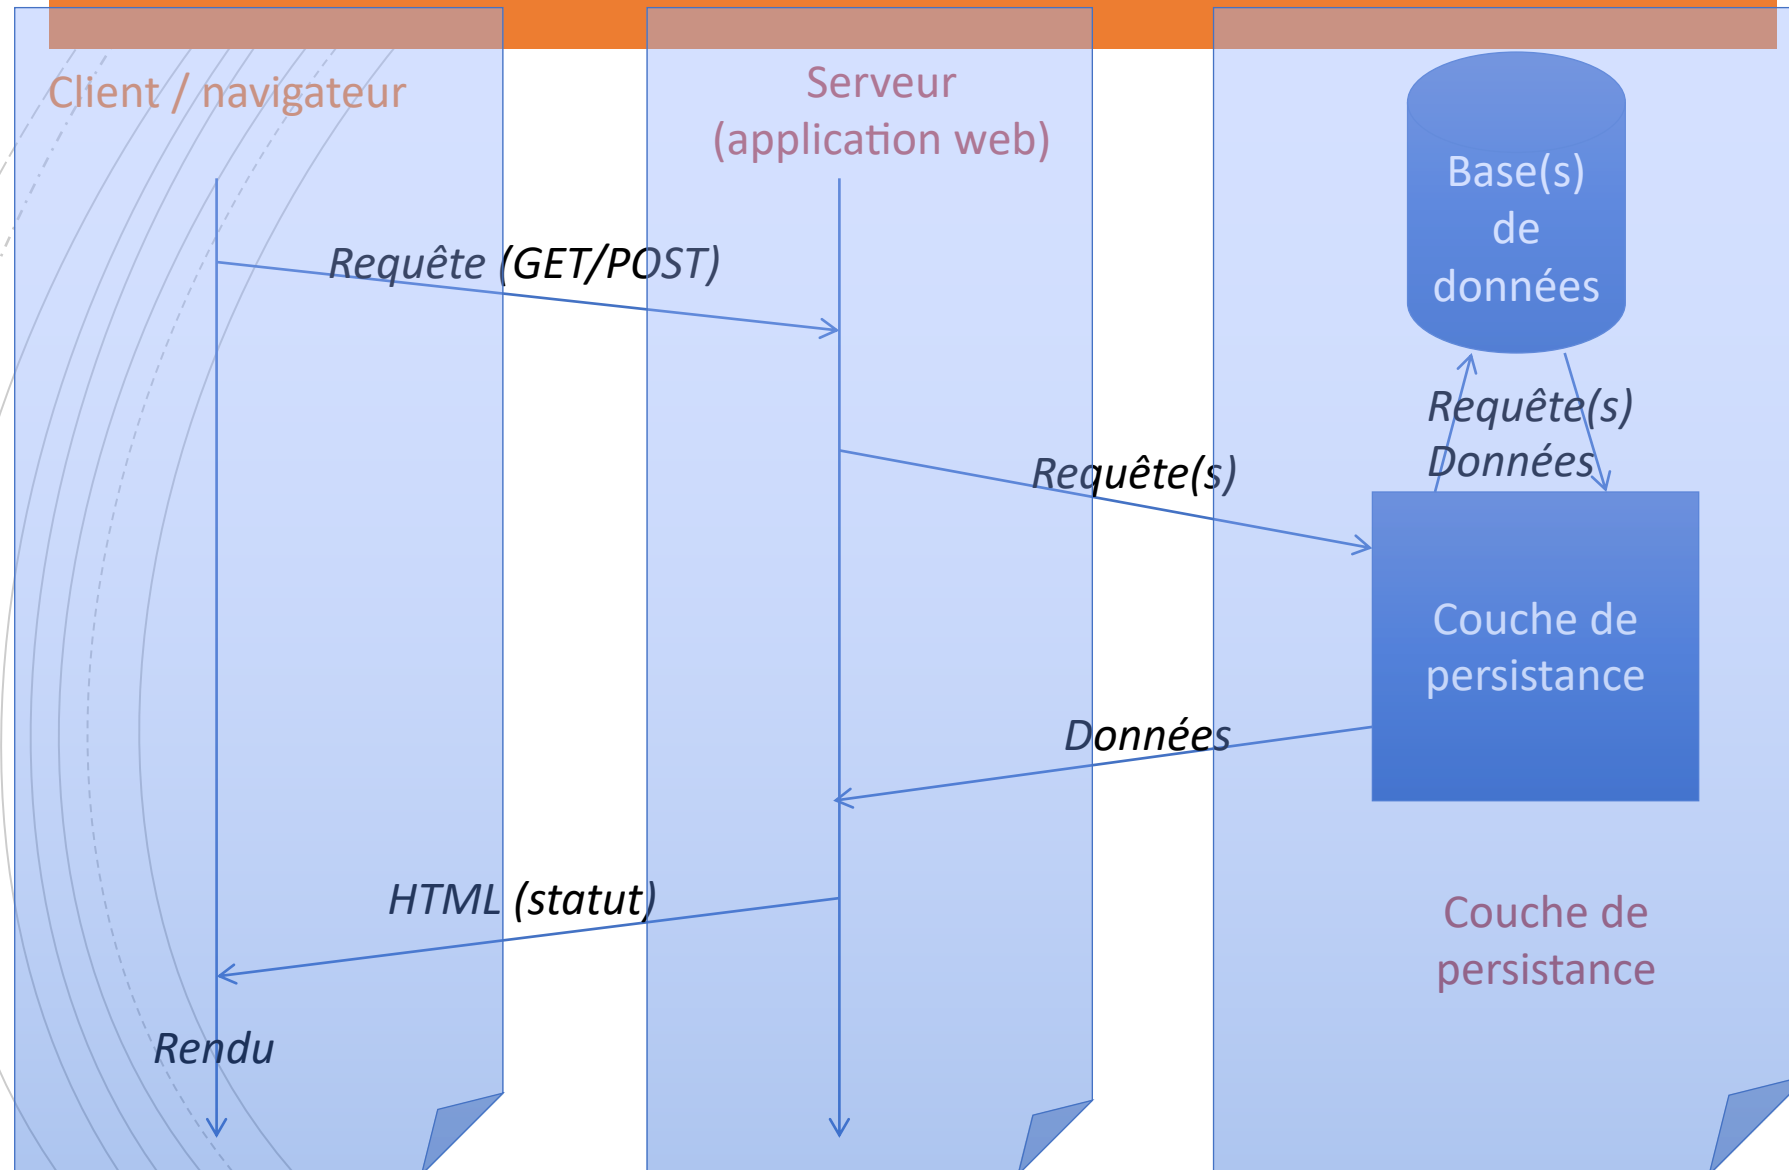 Client / navigateur
Serveur
(application web)
Base(s)
de
données
Requête (GET/POST)
Requête(s)
Données
Requête(s)
Couche de
persistance
Données
HTML (statut)
Couche de
persistance
Rendu